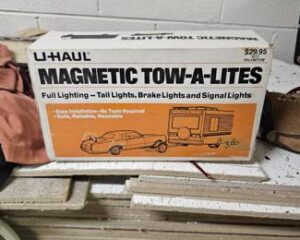 U-HAUL
$29.95
MAGNETIC TOW-A-LITES
Full Lighting – Tail Lights, Brake Lights and Signal Lights
• Easy Installation—No Tools Required
• Safe, Reliable, Reusable